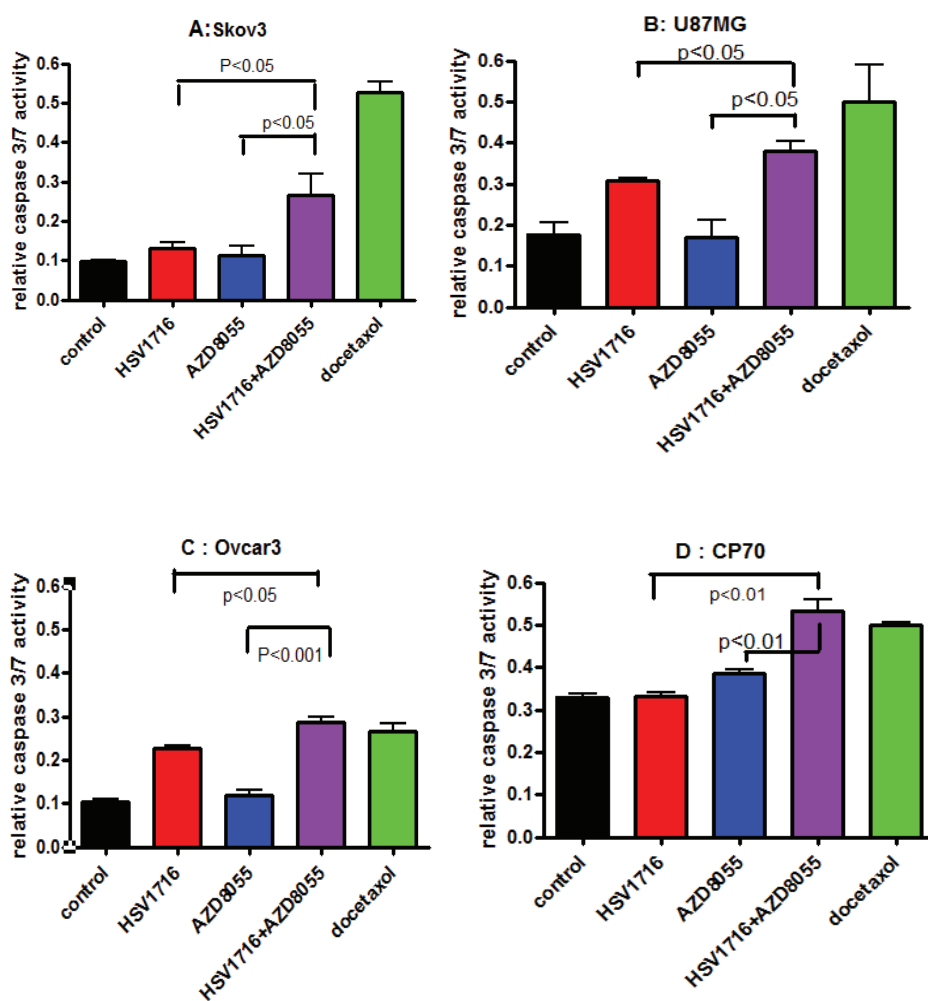 A:Skov3
relative caspase 3/7 activity
0.6
0.5
0.4
0.3
0.2
0.1
0.0
P<0.05
p<0.05
control
HSV1716
AZD8055
HSV1716+AZD8055
docetaxol
B: U87MG
relative caspase 3/7 activity
0.6
0.5
0.4
0.3
0.2
0.1
0.0
p<0.05
p<0.05
control
HSV1716
AZD8055
HSV1716+AZD8055
docetaxol
C : Ovcar3
relative caspase 3/7 activity
0.6
0.5
0.4
0.3
0.2
0.1
0.0
p<0.05
P<0.001
control
HSV1716
AZD8055
HSV1716+AZD8055
docetaxol
D : CP70
relative caspase 3/7 activity
0.6
0.5
0.4
0.3
0.2
0.1
0.0
p<0.01
p<0.01
control
HSV1716
AZD8055
HSV1716+AZD8055
docetaxol